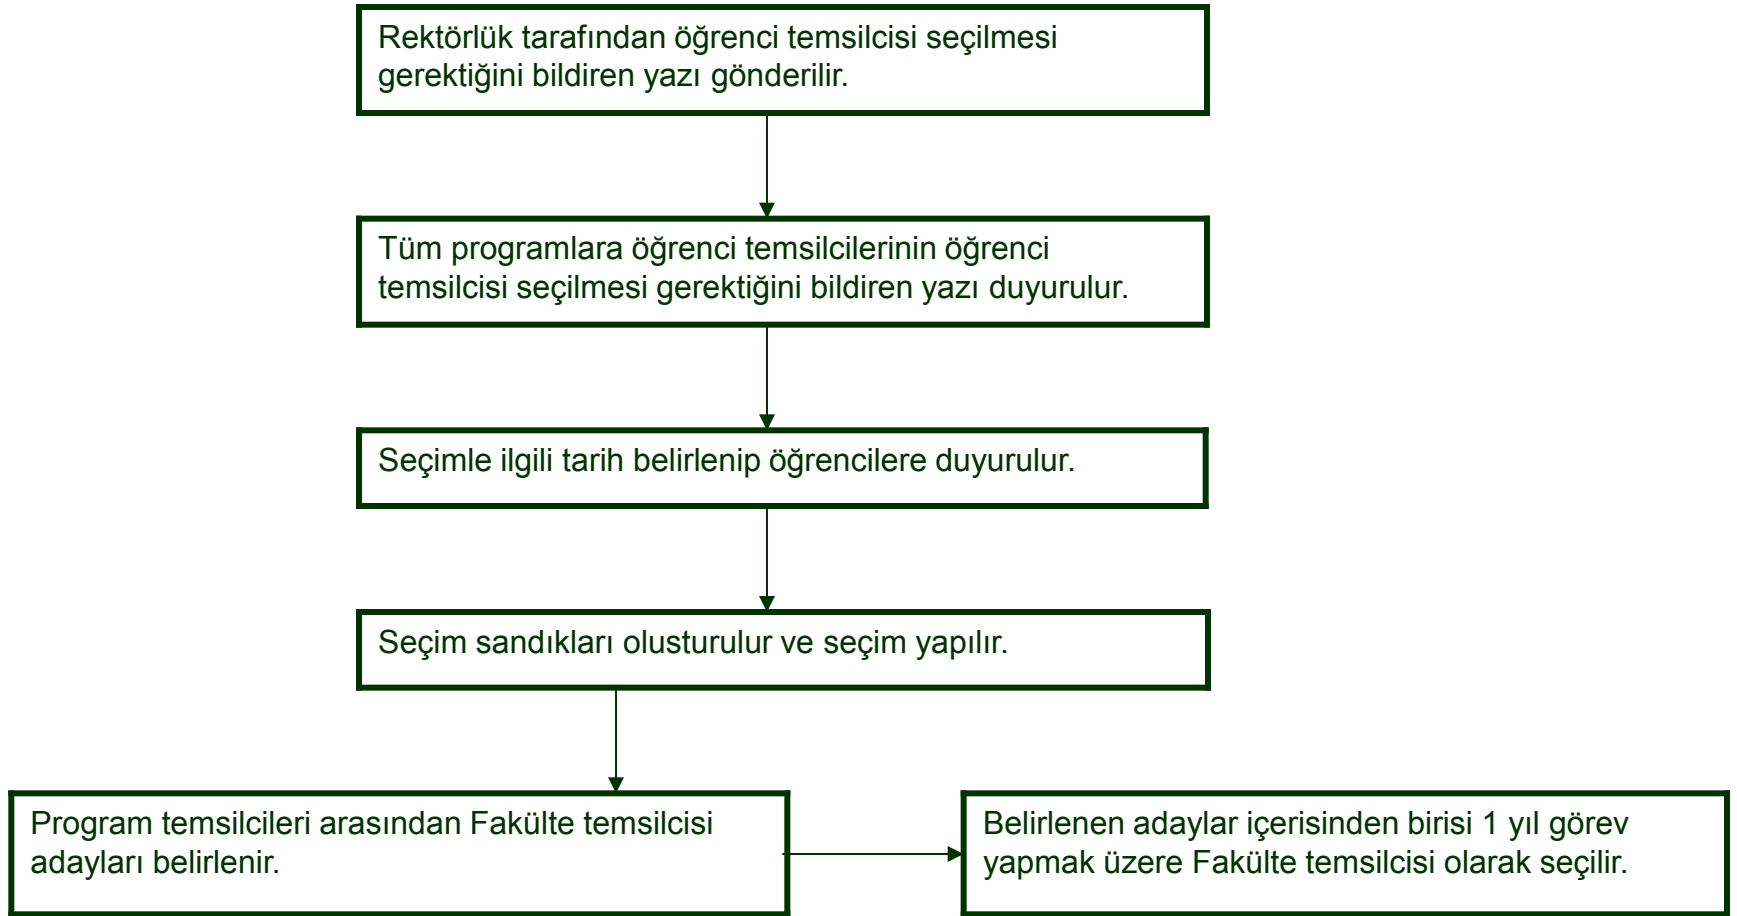 Rektörlük tarafından öğrenci temsilcisi seçilmesi
gerektiğini bildiren yazı gönderilir.
Tüm programlara öğrenci temsilcilerinin öğrenci
temsilcisi seçilmesi gerektiğini bildiren yazı duyurulur.
Seçimle ilgili tarih belirlenip öğrencilere duyurulur.
Seçim sandıkları olusturulur ve seçim yapılır.
Program temsilcileri arasından Fakülte temsilcisi
adayları belirlenir.
Belirlenen adaylar içerisinden birisi 1 yıl görev
yapmak üzere Fakülte temsilcisi olarak seçilir.